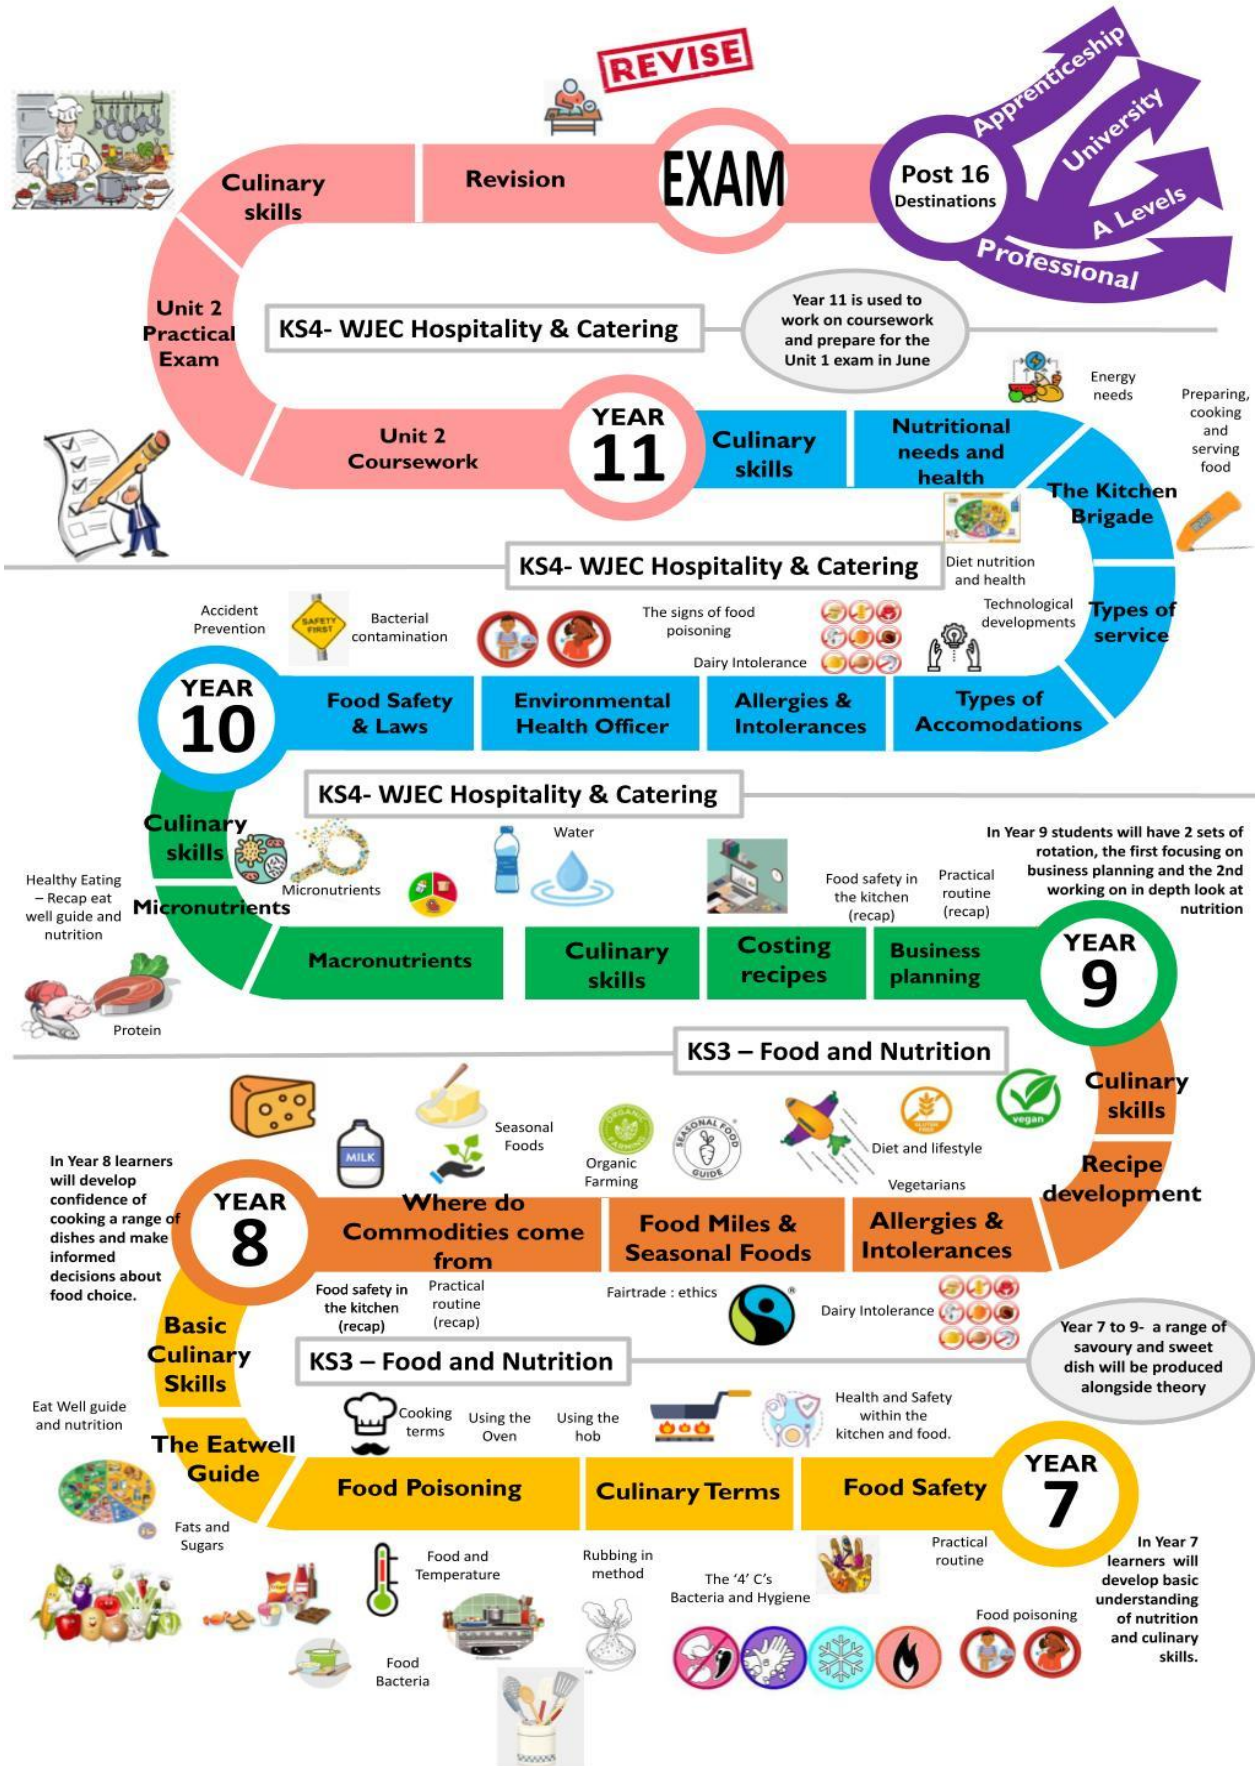 REVISE
Apprenticeship
University
A Levels
Professional
Post 16
Destinations
EXAM
Revision
Culinary
skills
Unit 2
Practical
Exam
KS4- WJEC Hospitality & Catering
Year 11 is used to
work on coursework
and prepare for the
Unit 1 exam in June
Unit 2
Coursework
YEAR
11
Culinary
skills
Nutritional
needs and
health
Energy
needs
Preparing,
cooking
and
serving
food
The Kitchen
Brigade
KS4- WJEC Hospitality & Catering
Diet nutrition
and health
Types of
service
Technological
developments
Accident
Prevention
SAFETY
FIRST
Bacterial
contamination
The signs of food
poisoning
Dairy Intolerance
YEAR
10
Food Safety
& Laws
Environmental
Health Officer
Allergies &
Intolerances
Types of
Accomodations
KS4- WJEC Hospitality & Catering
Culinary
skills
Micronutrients
Water
Food safety in
the kitchen
(recap)
Practical
routine
(recap)
In Year 9 students will have 2 sets of
rotation, the first focusing on
business planning and the 2nd
working on in depth look at
nutrition
Healthy Eating
– Recap eat
well guide and
nutrition
Micronutrients
Protein
Macronutrients
Culinary
skills
Costing
recipes
Business
planning
YEAR
9
KS3 – Food and Nutrition
Culinary
skills
Recipe
development
MILK
Seasonal
Foods
ORGANIC
FARMING
Organic
Farming
SEASONAL FOOD
GUIDE
GLUTEN
FREE
vegan
Diet and lifestyle
Vegetarians
In Year 8 learners
will develop
confidence of
cooking a range of
dishes and make
informed
decisions about
food choice.
YEAR
8
Where do
Commodities come
from
Food Miles &
Seasonal Foods
Allergies &
Intolerances
Food safety in
the kitchen
(recap)
Practical
routine
(recap)
Fairtrade : ethics
Dairy Intolerance
Basic
Culinary
Skills
KS3 – Food and Nutrition
Year 7 to 9- a range of
savoury and sweet
dish will be produced
alongside theory
Eat Well guide
and nutrition
Cooking
terms
Using the
Oven
Using the
hob
Health and Safety
within the
kitchen and food.
The Eatwell
Guide
Food Poisoning
Culinary Terms
Food Safety
YEAR
7
Fats and
Sugars
Food and
Temperature
Rubbing in
method
The ‘4’ C’s
Bacteria and Hygiene
Practical
routine
Food poisoning
In Year 7
learners will
develop basic
understanding
of nutrition
and culinary
skills.
Food
Bacteria